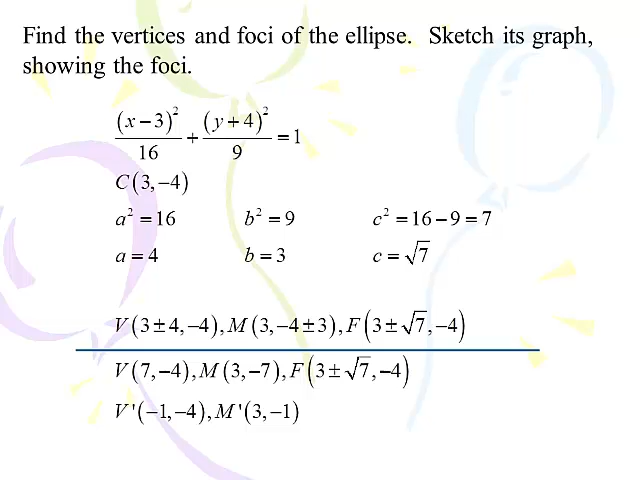 Find the vertices and foci of the ellipse. Sketch its graph,
showing the foci.
(x − 3)²/16 + (y + 4)²/9 = 1
C(3, −4)
a² = 16 b² = 9 c² = 16 − 9 = 7
a = 4 b = 3 c = √7
V(3 ± 4, −4), M(3, −4 ± 3), F(3 ± √7, −4)
V(7, −4), M(3, −7), F(3 ± √7, −4)
V'(−1, −4), M'(3, −1)